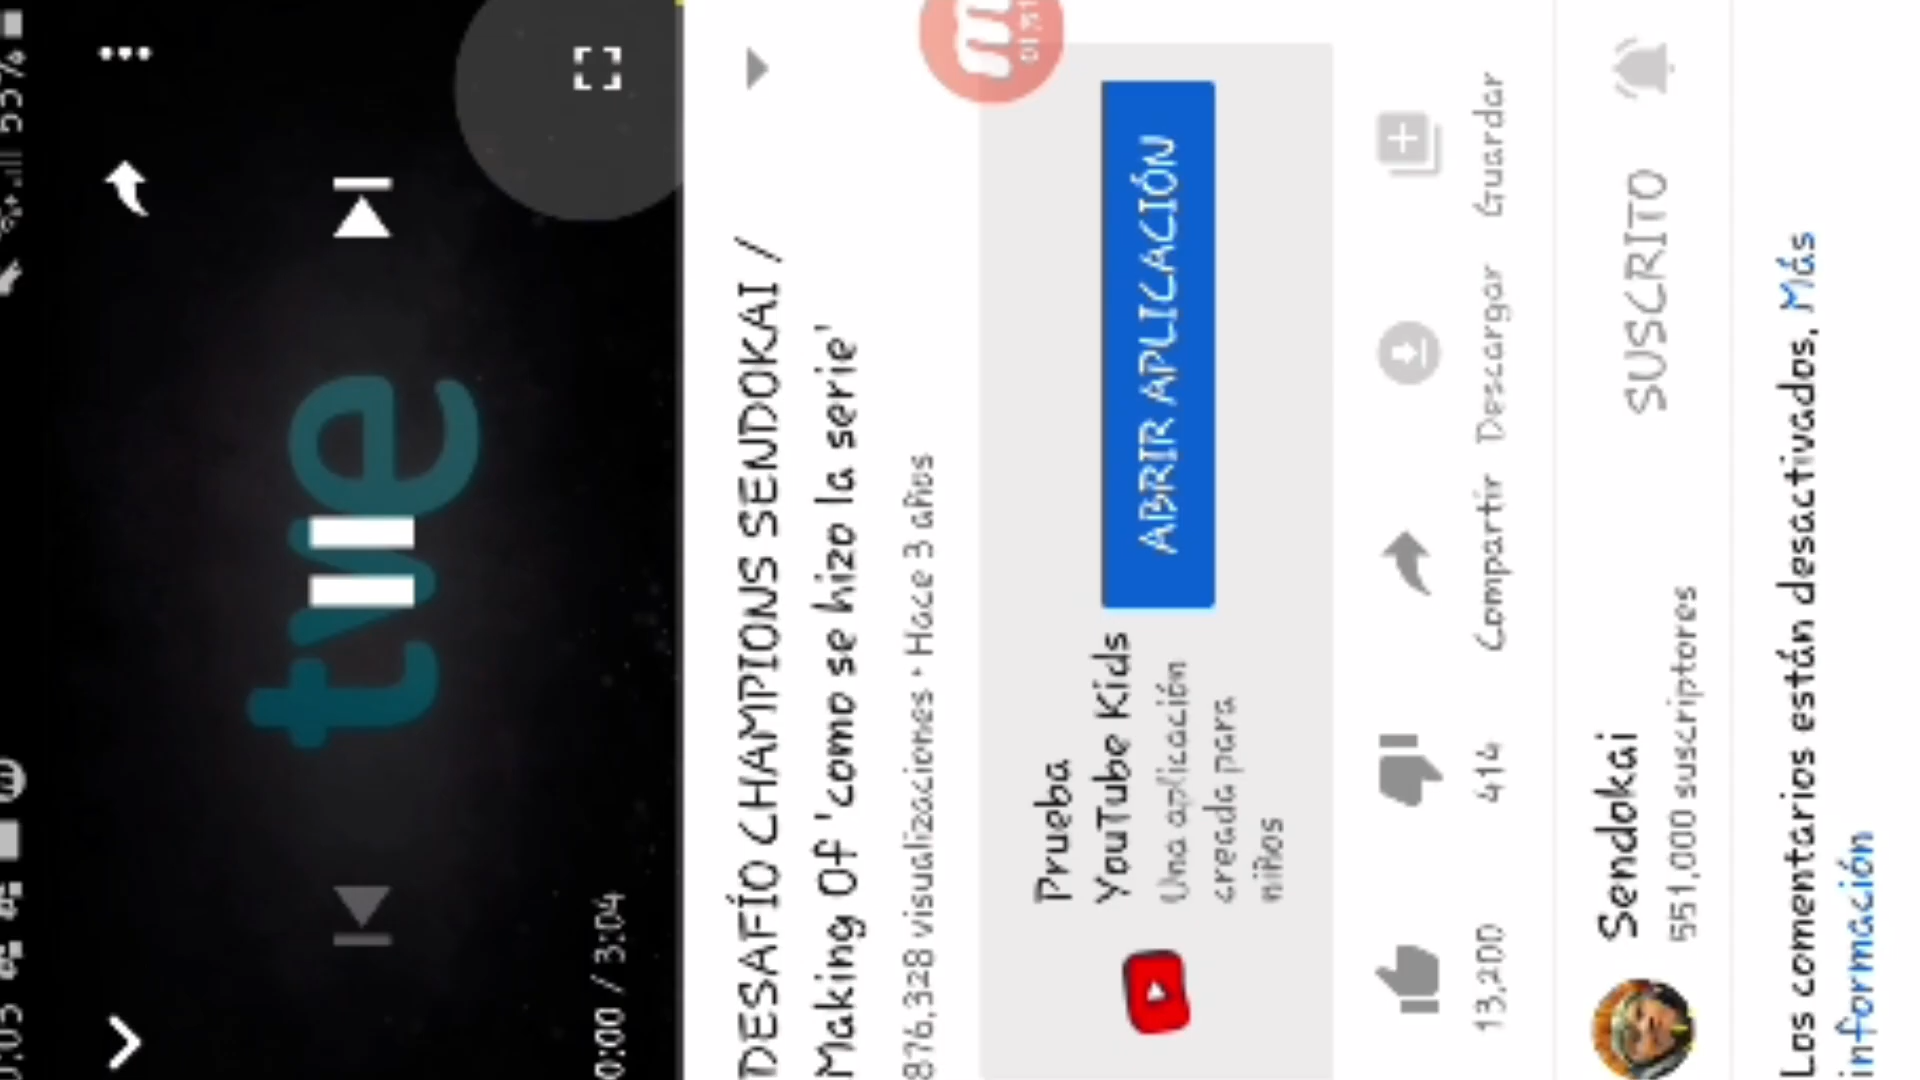 53%
tve
0:00 / 3:04
DESAFÍO CHAMPIONS SENDOKAI /
Making Of 'como se hizo la serie'
876,328 visualizaciones • Hace 3 años
Prueba
YouTube Kids
Una aplicación
creada para
niños
ABRIR APLICACIÓN
13,200
414
Compartir
Descargar
Guardar
Sendokai
551,000 suscriptores
SUSCRITO
Los comentarios están desactivados. Más
información